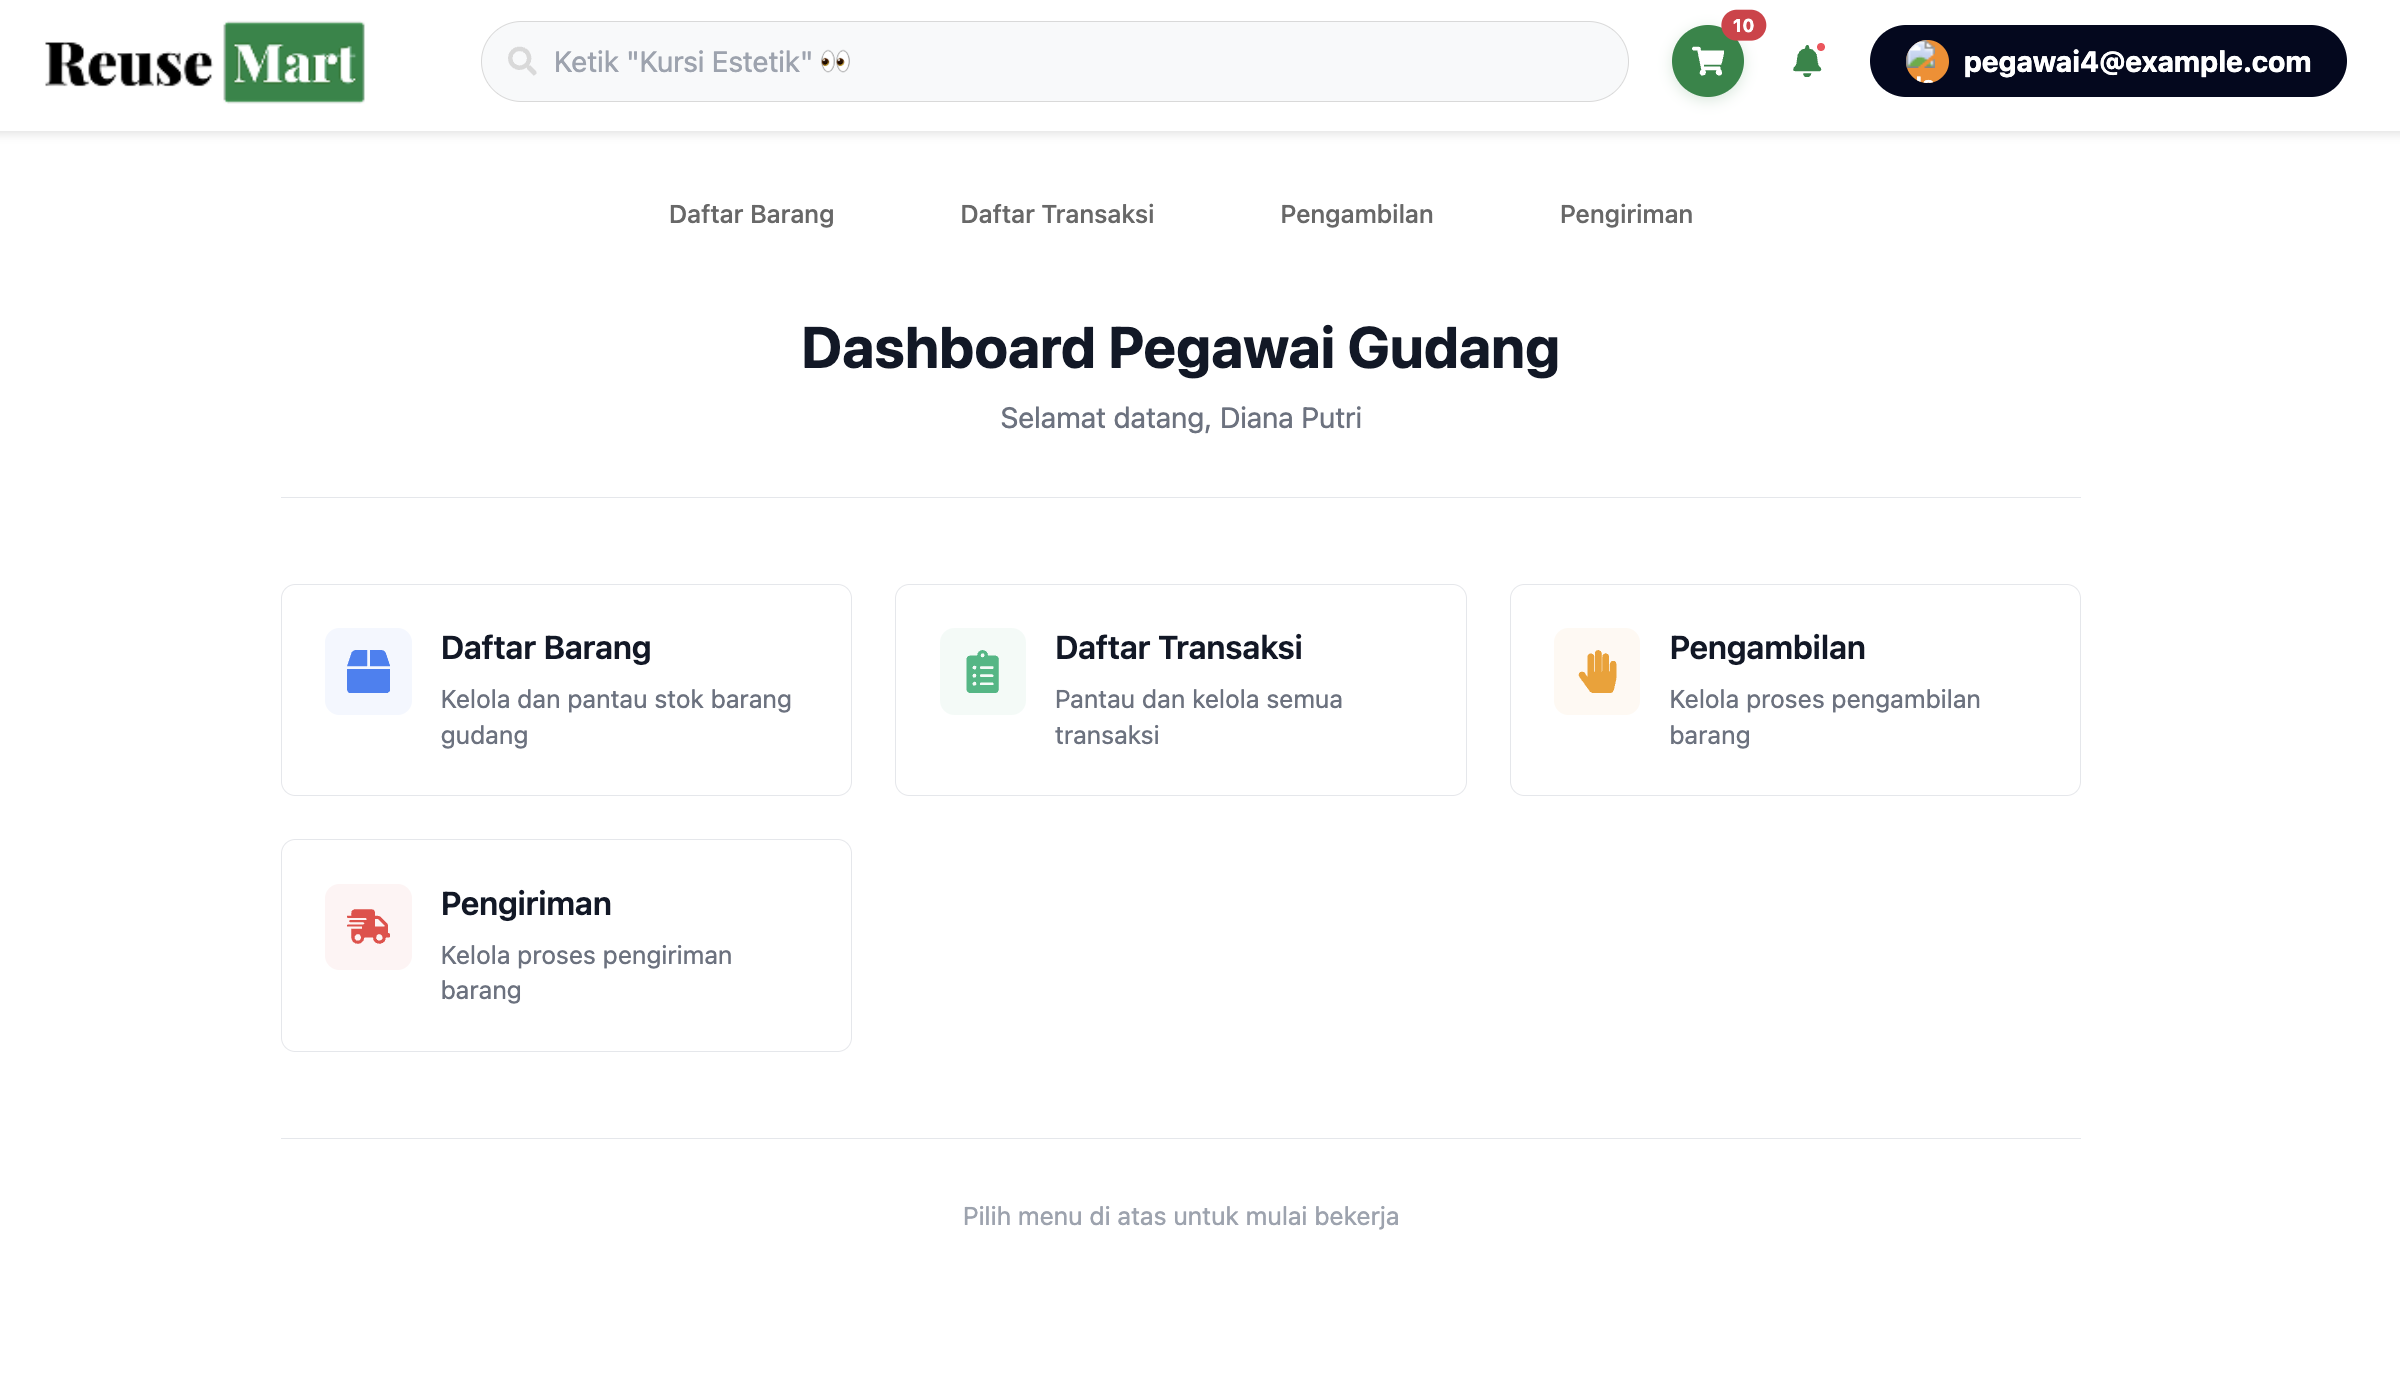 Reuse Mart
Ketik "Kursi Estetik" 👀
10
pegawai4@example.com
Daftar Barang
Daftar Transaksi
Pengambilan
Pengiriman
Dashboard Pegawai Gudang
Selamat datang, Diana Putri
Daftar Barang
Kelola dan pantau stok barang
gudang
Daftar Transaksi
Pantau dan kelola semua
transaksi
Pengambilan
Kelola proses pengambilan
barang
Pengiriman
Kelola proses pengiriman
barang
Pilih menu di atas untuk mulai bekerja